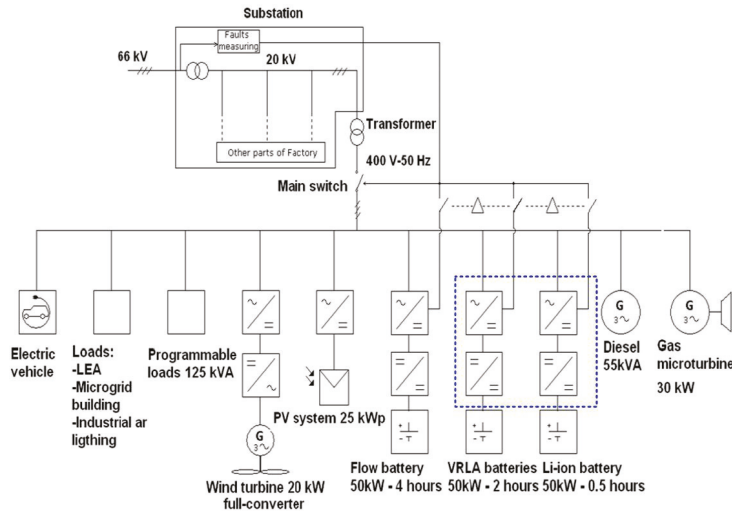 Substation
Faults
measuring
66 kV
20 kV
Transformer
Other parts of Factory
400 V-50 Hz
Main switch
Electric
vehicle
Loads:
-LEA
-Microgrid
building
-Industrial ar
ligthing
Programmable
loads 125 kVA
G
3
Wind turbine 20 kW
full-converter
PV system 25 kWp
Flow battery
50kW - 4 hours
VRLA batteries
50kW - 2 hours
Li-ion battery
50kW - 0.5 hours
G
3
Diesel
55kVA
G
3
Gas
microturbine
30 kW